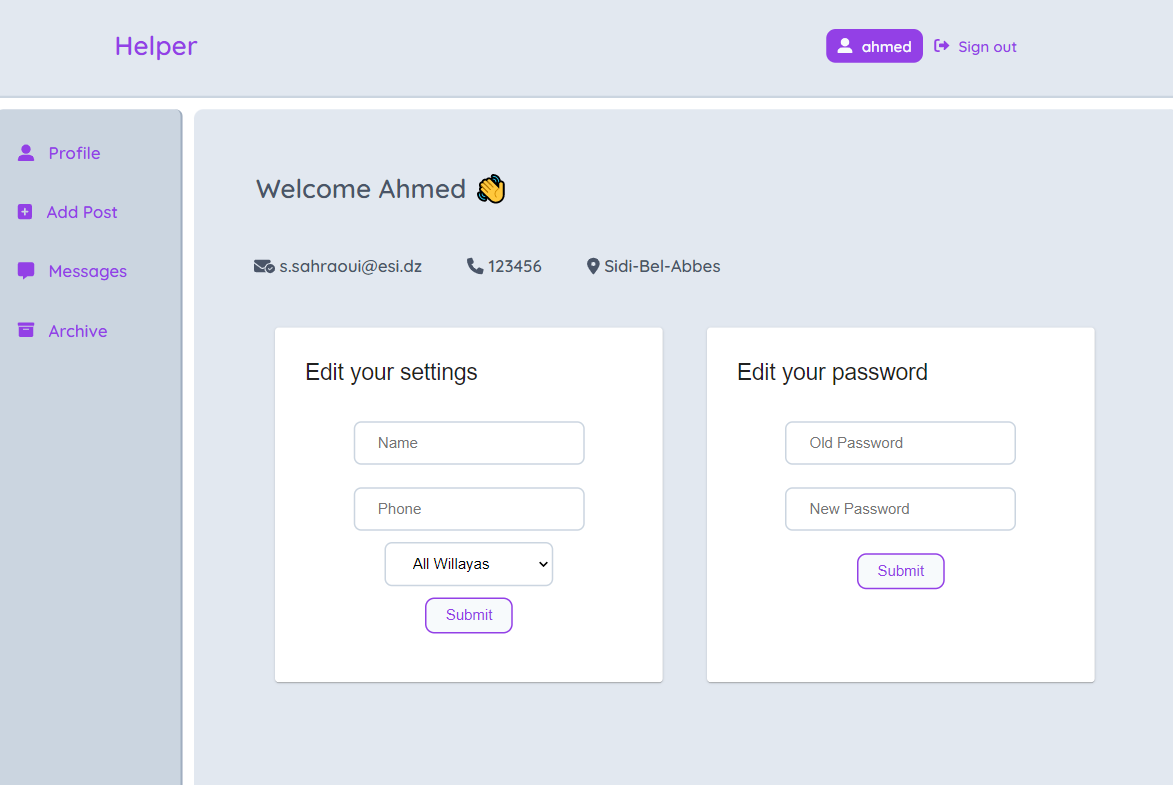 Helper
ahmed
Sign out
Profile
Add Post
Messages
Archive
Welcome Ahmed 👋
s.sahraoui@esi.dz
123456
Sidi-Bel-Abbes
Edit your settings
Name
Phone
All Willayas
Submit
Edit your password
Old Password
New Password
Submit